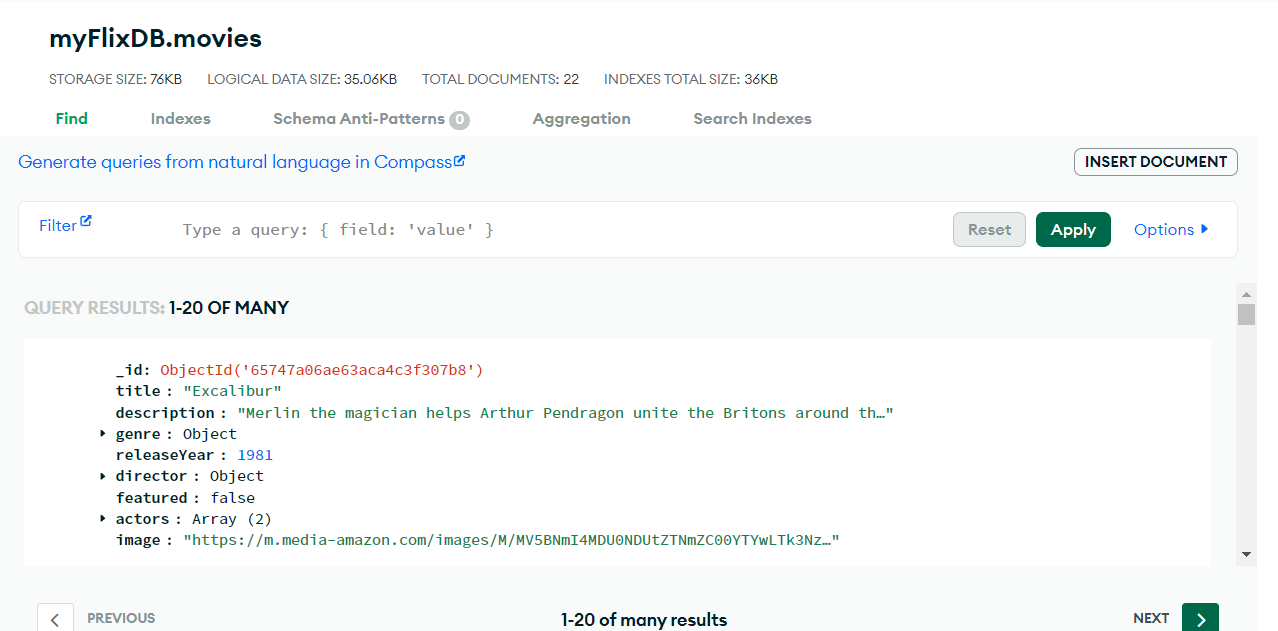 myFlixDB.movies
STORAGE SIZE: 76KB LOGICAL DATA SIZE: 35.06KB TOTAL DOCUMENTS: 22 INDEXES TOTAL SIZE: 36KB
Find Indexes Schema Anti-Patterns 0 Aggregation Search Indexes
Generate queries from natural language in Compass
INSERT DOCUMENT
Filter Type a query: { field: 'value' } Reset Apply Options
QUERY RESULTS: 1-20 OF MANY
_id: ObjectId('65747a06ae63aca4c3f307b8')
title : "Excalibur"
description : "Merlin the magician helps Arthur Pendragon unite the Britons around th…"
genre : Object
releaseYear : 1981
director : Object
featured : false
actors : Array (2)
image : "https://m.media-amazon.com/images/M/MV5BNmI4MDU0NDUtZTNmZC00YTYwLTk3Nz…"
PREVIOUS 1-20 of many results NEXT